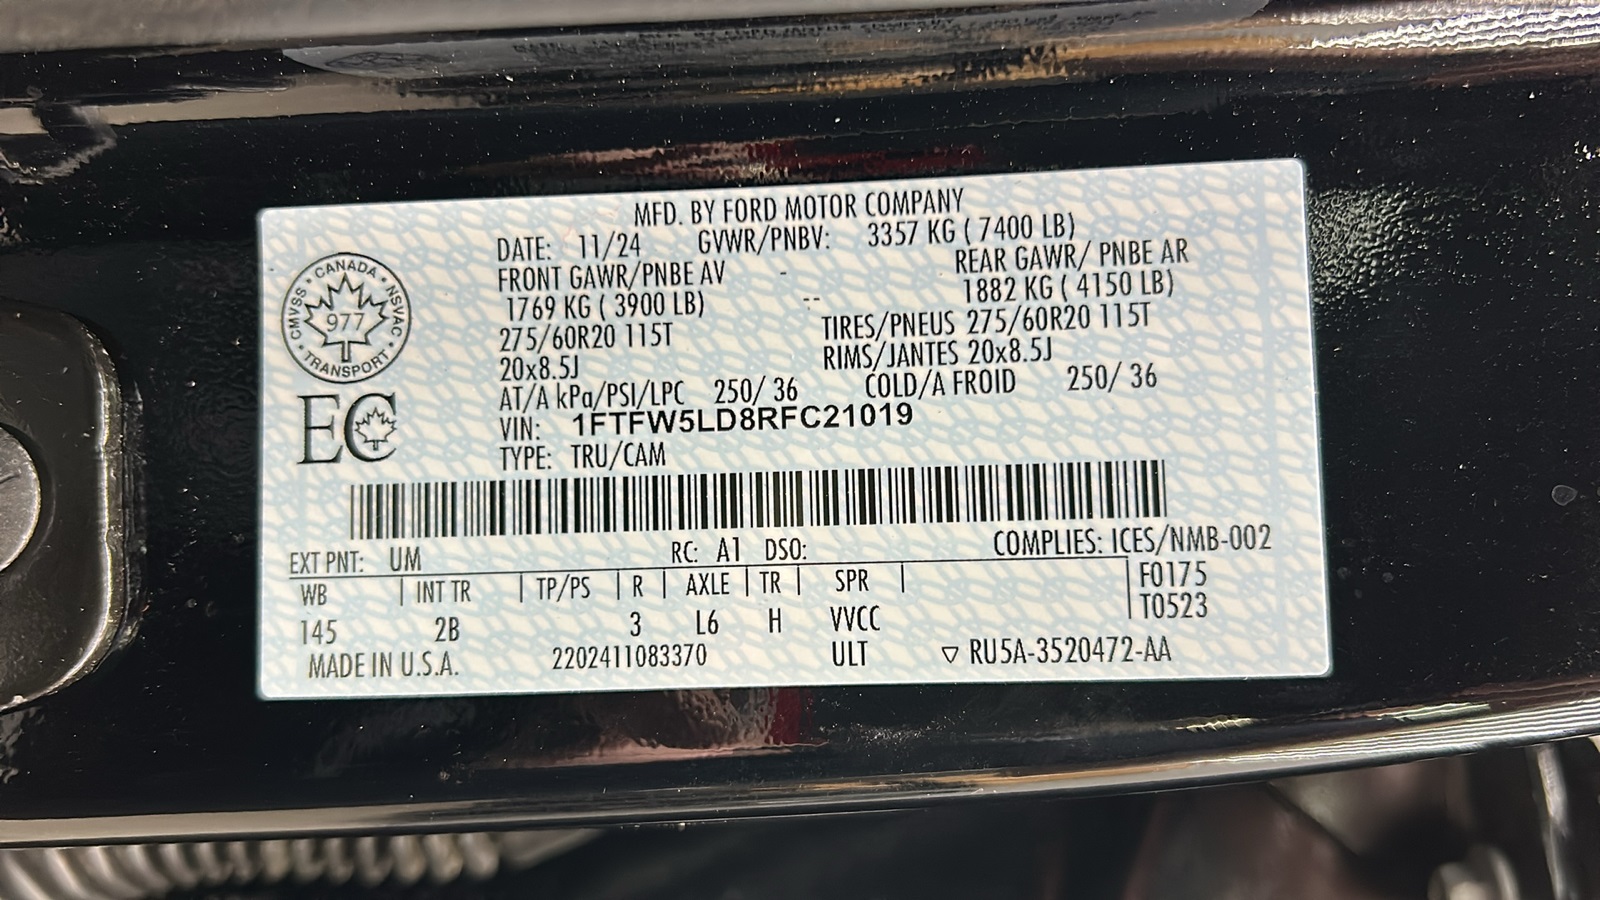 MFD. BY FORD MOTOR COMPANY
DATE: 11/24 GVWR/PNBV: 3357 KG ( 7400 LB)
FRONT GAWR/PNBE AV - REAR GAWR/ PNBE AR
1769 KG ( 3900 LB) -- 1882 KG ( 4150 LB)
275/60R20 115T TIRES/PNEUS 275/60R20 115T
20x8.5J RIMS/JANTES 20x8.5J
AT/A kPa/PSI/LPC 250/ 36 COLD/A FROID 250/ 36
VIN: 1FTFW5LD8RFC21019
TYPE: TRU/CAM
CANADA
CMVSS NSVAC
977
TRANSPORT
EC
EXT PNT: UM RC: A1 DSO: COMPLIES: ICES/NMB-002
WB | INT TR | TP/PS | R | AXLE | TR | SPR | F0175
T0523
145 2B 3 L6 H VVCC
MADE IN U.S.A. 2202411083370 ULT ▽ RU5A-3520472-AA